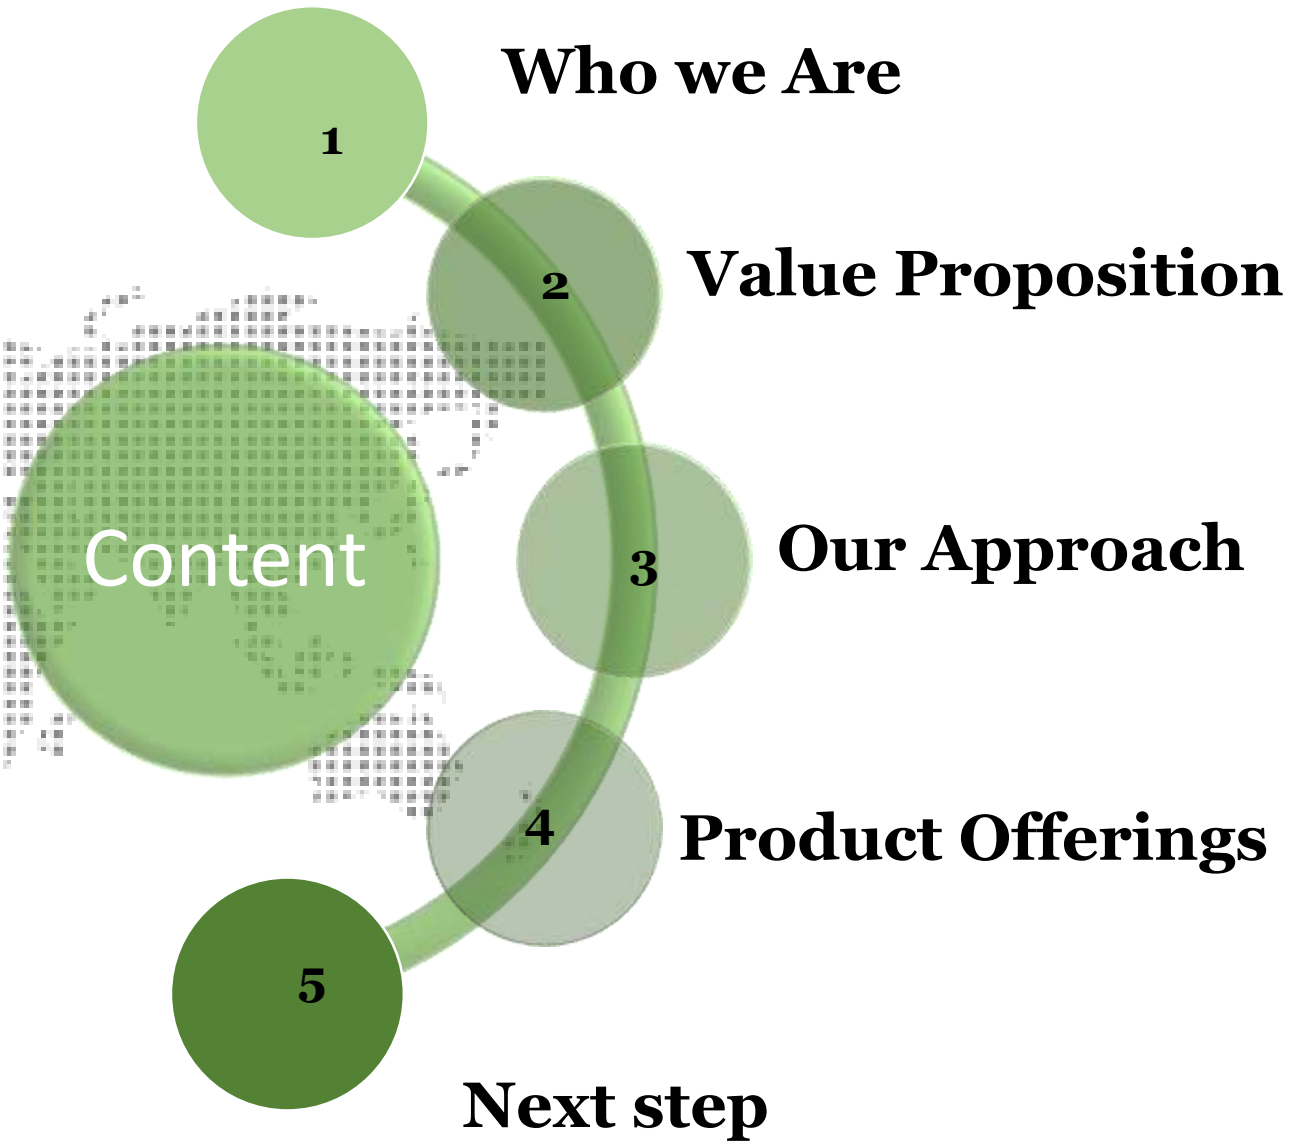 1
Who we Are
2
Value Proposition
Content
3
Our Approach
4
Product Offerings
5
Next step